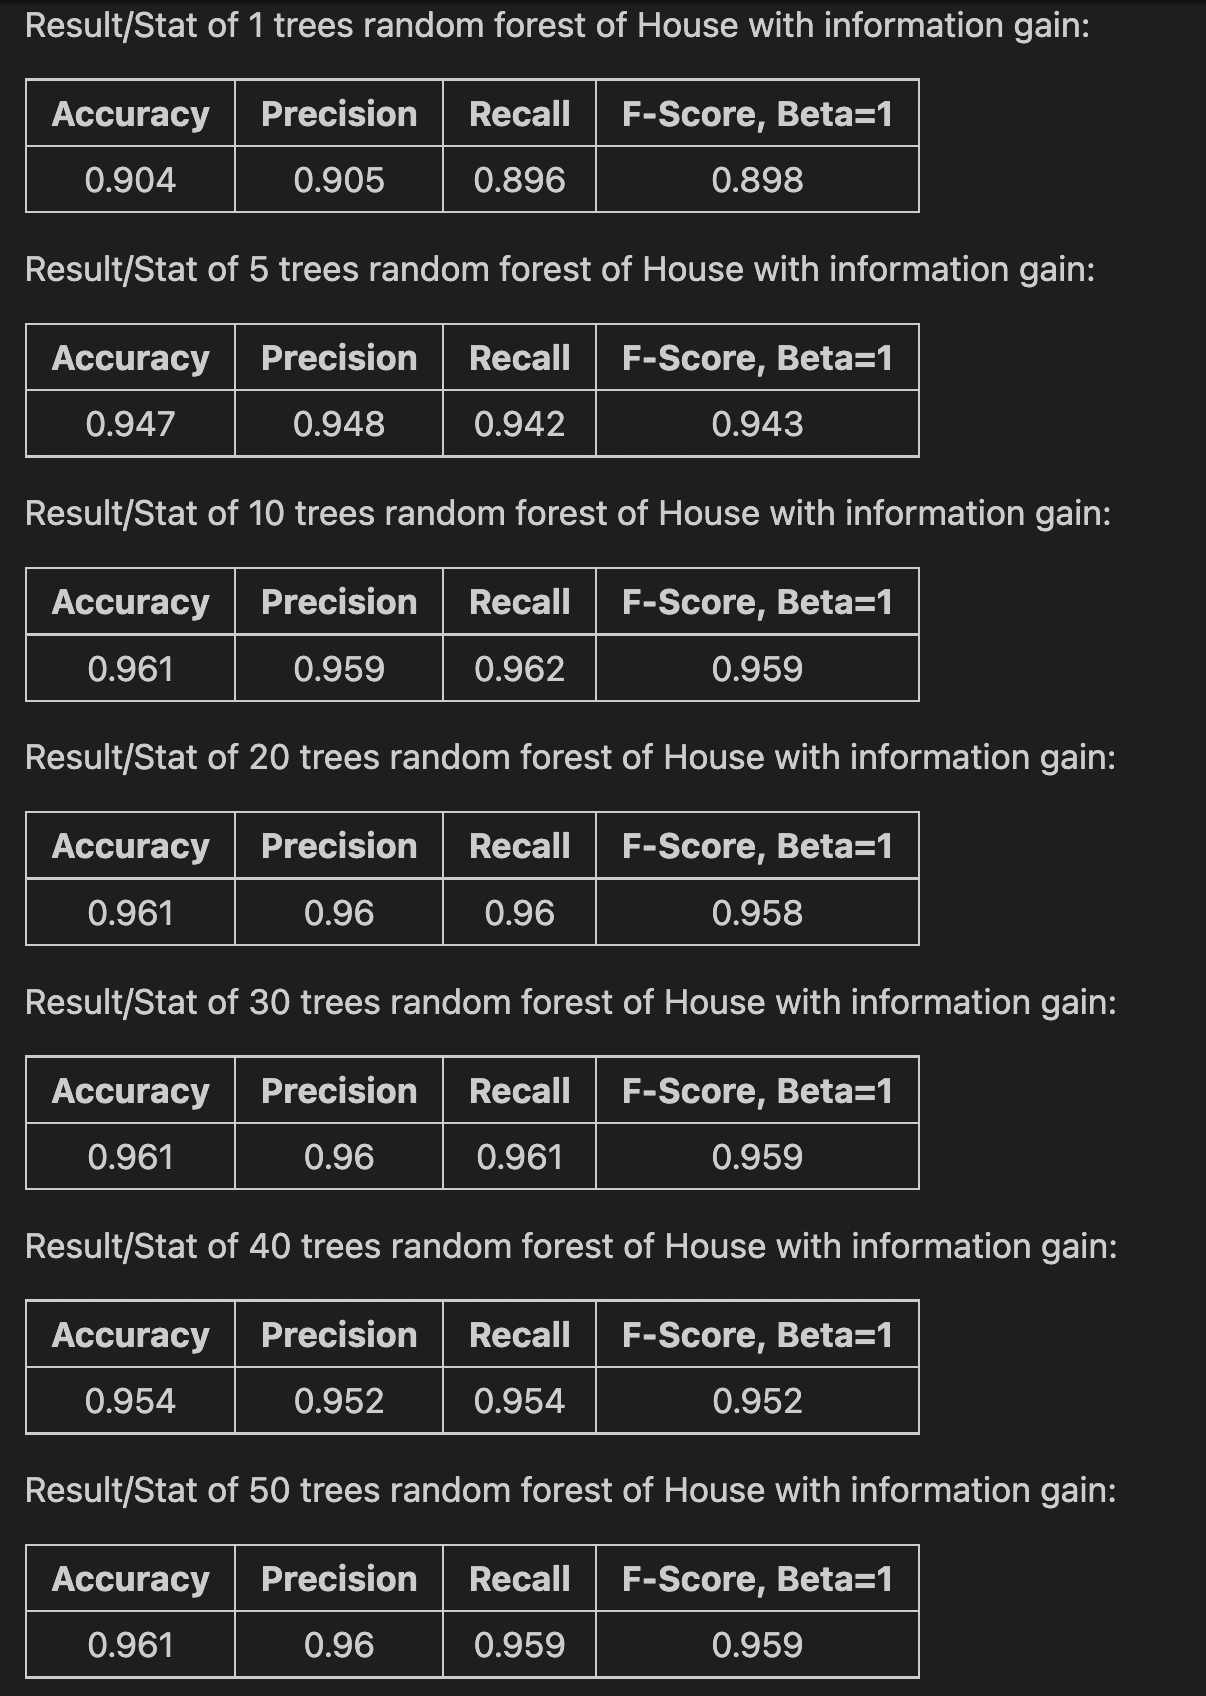 Result/Stat of 1 trees random forest of House with information gain:
Accuracy Precision Recall F-Score, Beta=1
0.904 0.905 0.896 0.898
Result/Stat of 5 trees random forest of House with information gain:
Accuracy Precision Recall F-Score, Beta=1
0.947 0.948 0.942 0.943
Result/Stat of 10 trees random forest of House with information gain:
Accuracy Precision Recall F-Score, Beta=1
0.961 0.959 0.962 0.959
Result/Stat of 20 trees random forest of House with information gain:
Accuracy Precision Recall F-Score, Beta=1
0.961 0.96 0.96 0.958
Result/Stat of 30 trees random forest of House with information gain:
Accuracy Precision Recall F-Score, Beta=1
0.961 0.96 0.961 0.959
Result/Stat of 40 trees random forest of House with information gain:
Accuracy Precision Recall F-Score, Beta=1
0.954 0.952 0.954 0.952
Result/Stat of 50 trees random forest of House with information gain:
Accuracy Precision Recall F-Score, Beta=1
0.961 0.96 0.959 0.959